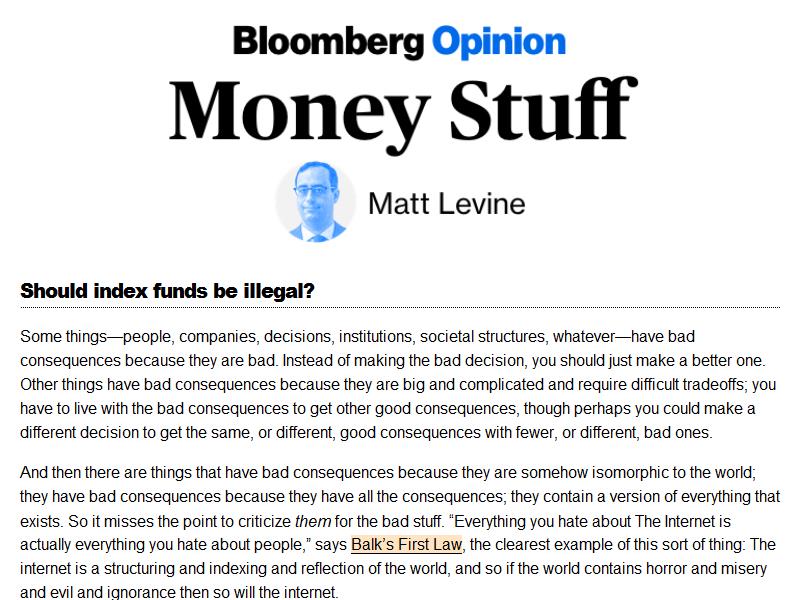 Bloomberg Opinion
Money Stuff
Matt Levine
Should index funds be illegal?
Some things—people, companies, decisions, institutions, societal structures, whatever—have bad
consequences because they are bad. Instead of making the bad decision, you should just make a better one.
Other things have bad consequences because they are big and complicated and require difficult tradeoffs; you
have to live with the bad consequences to get other good consequences, though perhaps you could make a
different decision to get the same, or different, good consequences with fewer, or different, bad ones.
And then there are things that have bad consequences because they are somehow isomorphic to the world;
they have bad consequences because they have all the consequences; they contain a version of everything that
exists. So it misses the point to criticize them for the bad stuff. “Everything you hate about The Internet is
actually everything you hate about people,” says Balk’s First Law, the clearest example of this sort of thing: The
internet is a structuring and indexing and reflection of the world, and so if the world contains horror and misery
and evil and ignorance then so will the internet.